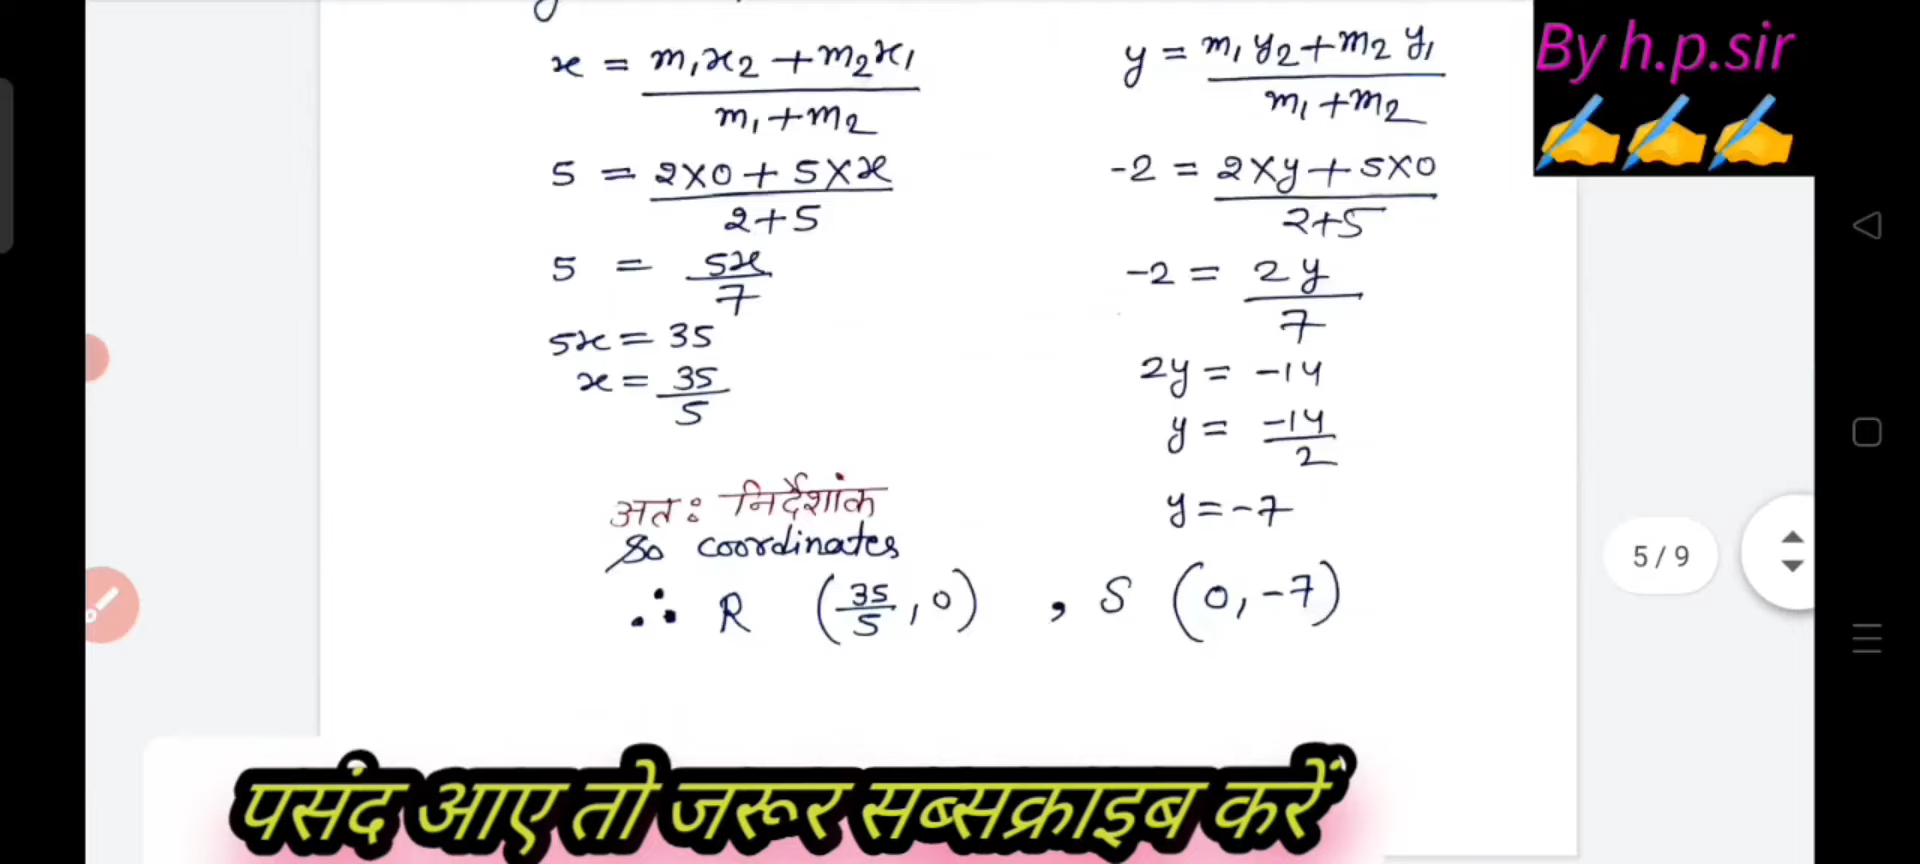 By h.p.sir
x = m₁x₂ + m₂x₁ / m₁ + m₂
5 = 2×0 + 5×x / 2+5
5 = 5x / 7
5x = 35
x = 35 / 5
y = m₁y₂ + m₂y₁ / m₁ + m₂
-2 = 2×y + 5×0 / 2+5
-2 = 2y / 7
2y = -14
y = -14 / 2
y = -7
अतः निर्देशांक
So coordinates
∴ R (35/5, 0) , S (0, -7)
5 / 9
पसंद आए तो जरूर सब्सक्राइब करें